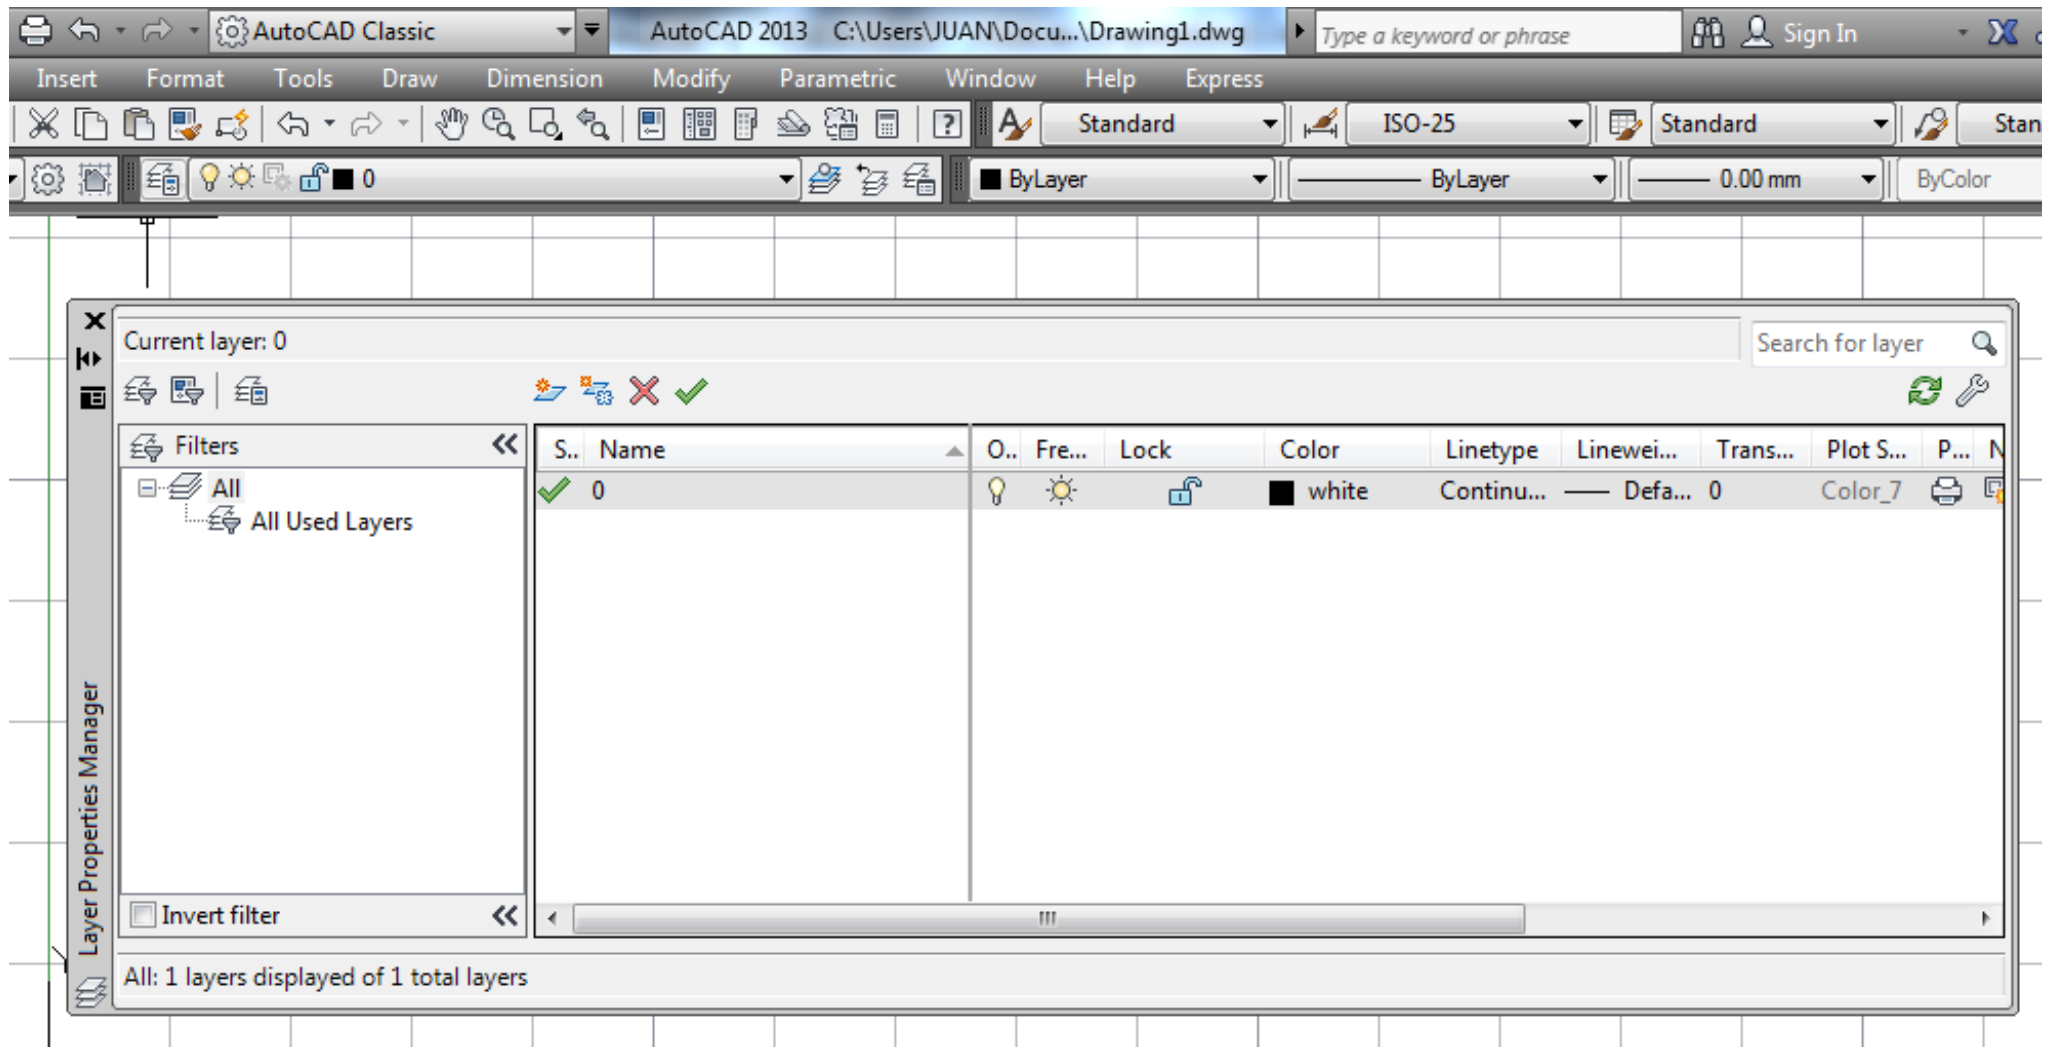 AutoCAD Classic AutoCAD 2013 C:\Users\JUAN\Docu...\Drawing1.dwg Type a keyword or phrase Sign In
Insert Format Tools Draw Dimension Modify Parametric Window Help Express
Standard ISO-25 Standard Stan
0 ByLayer ByLayer 0.00 mm ByColor
Current layer: 0 Search for layer
Filters S.. Name O.. Fre... Lock Color Linetype Linewei... Trans... Plot S... P... N
All 0 white Continu... Defa... 0 Color_7
All Used Layers
Invert filter
All: 1 layers displayed of 1 total layers
Layer Properties Manager